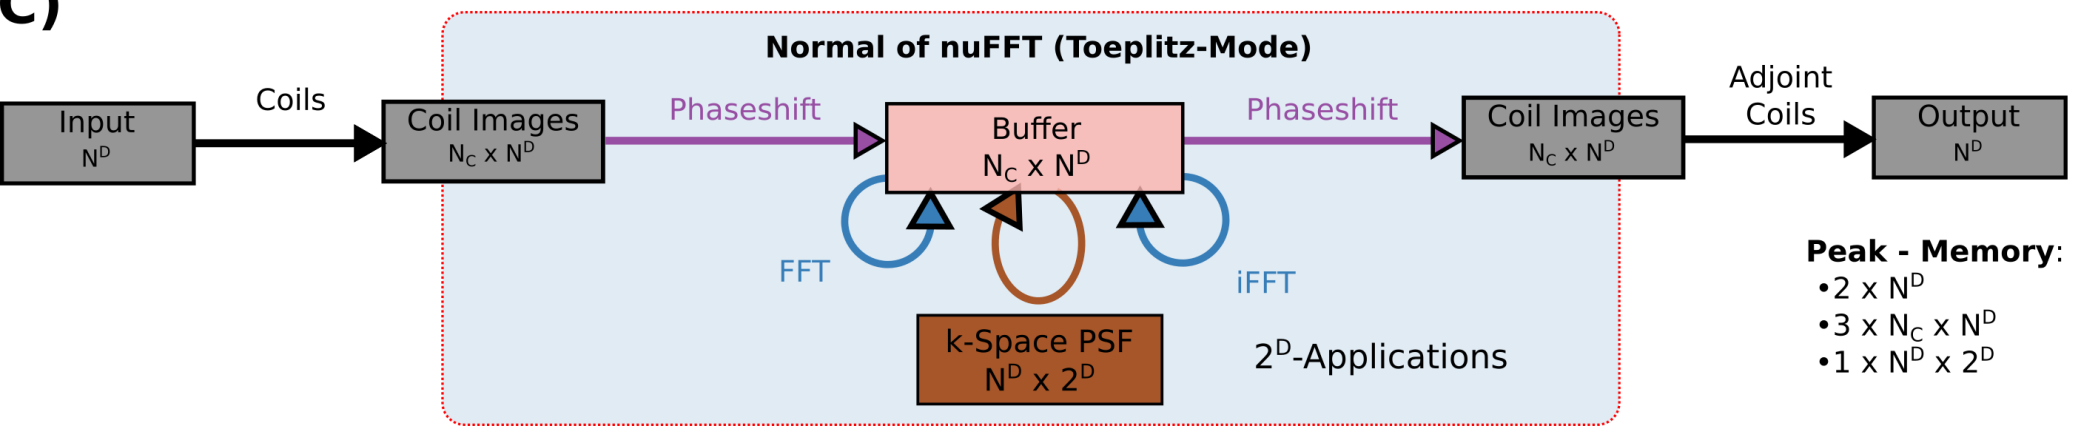 C)
Normal of nuFFT (Toeplitz-Mode)
Input
N^D
Coils
Coil Images
N_C x N^D
Phaseshift
Buffer
N_C x N^D
Phaseshift
Coil Images
N_C x N^D
Adjoint
Coils
Output
N^D
FFT
iFFT
k-Space PSF
N^D x 2^D
2^D-Applications
Peak - Memory:
•2 x N^D
•3 x N_C x N^D
•1 x N^D x 2^D